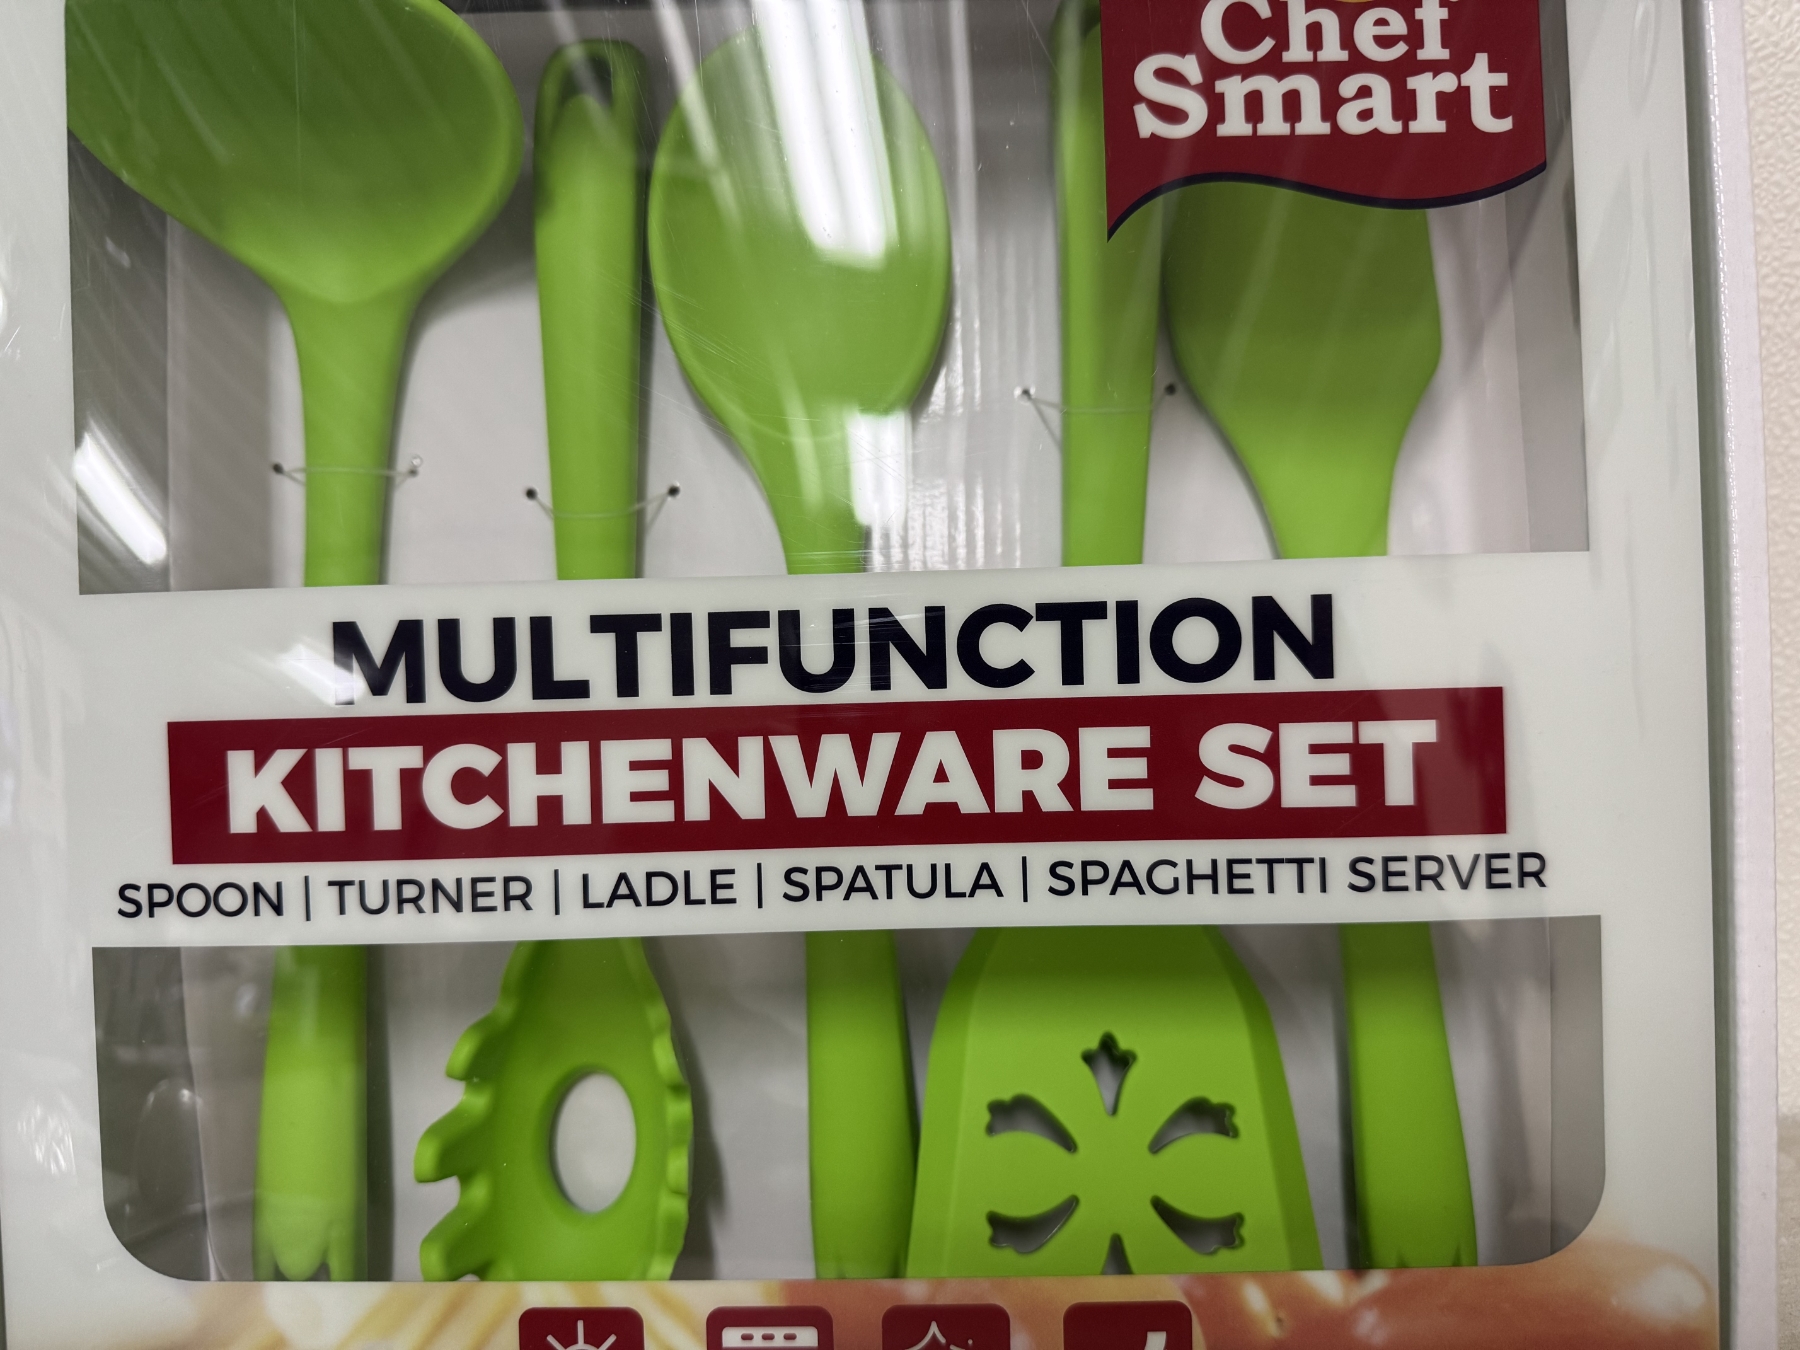 Chef
Smart
MULTIFUNCTION
KITCHENWARE SET
SPOON | TURNER | LADLE | SPATULA | SPAGHETTI SERVER